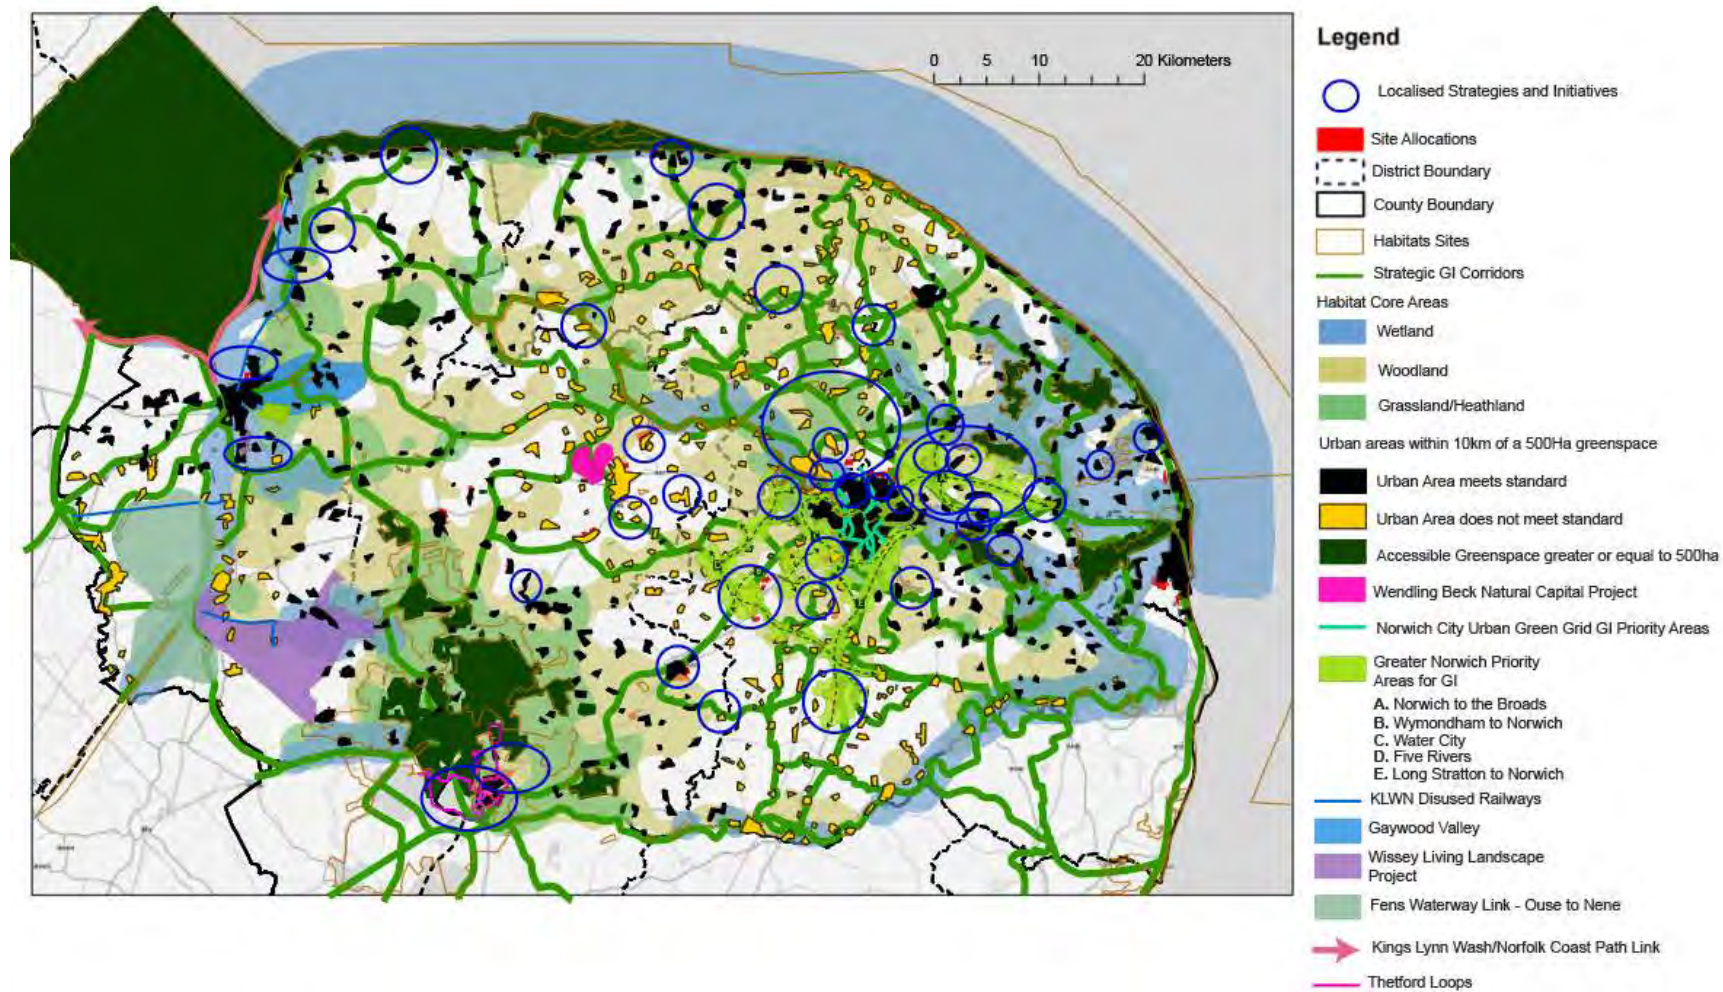 0 5 10 20 Kilometers
Legend
Localised Strategies and Initiatives
Site Allocations
District Boundary
County Boundary
Habitats Sites
Strategic GI Corridors
Habitat Core Areas
Wetland
Woodland
Grassland/Heathland
Urban areas within 10km of a 500Ha greenspace
Urban Area meets standard
Urban Area does not meet standard
Accessible Greenspace greater or equal to 500ha
Wendling Beck Natural Capital Project
Norwich City Urban Green Grid GI Priority Areas
Greater Norwich Priority
Areas for GI
A. Norwich to the Broads
B. Wymondham to Norwich
C. Water City
D. Five Rivers
E. Long Stratton to Norwich
KLWN Disused Railways
Gaywood Valley
Wissey Living Landscape
Project
Fens Waterway Link - Ouse to Nene
Kings Lynn Wash/Norfolk Coast Path Link
Thetford Loops